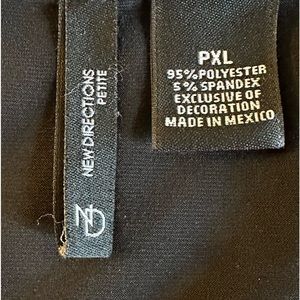 NEW DIRECTIONS
PETITE
ND
PXL
95% POLYESTER
5% SPANDEX
EXCLUSIVE OF
DECORATION
MADE IN MEXICO